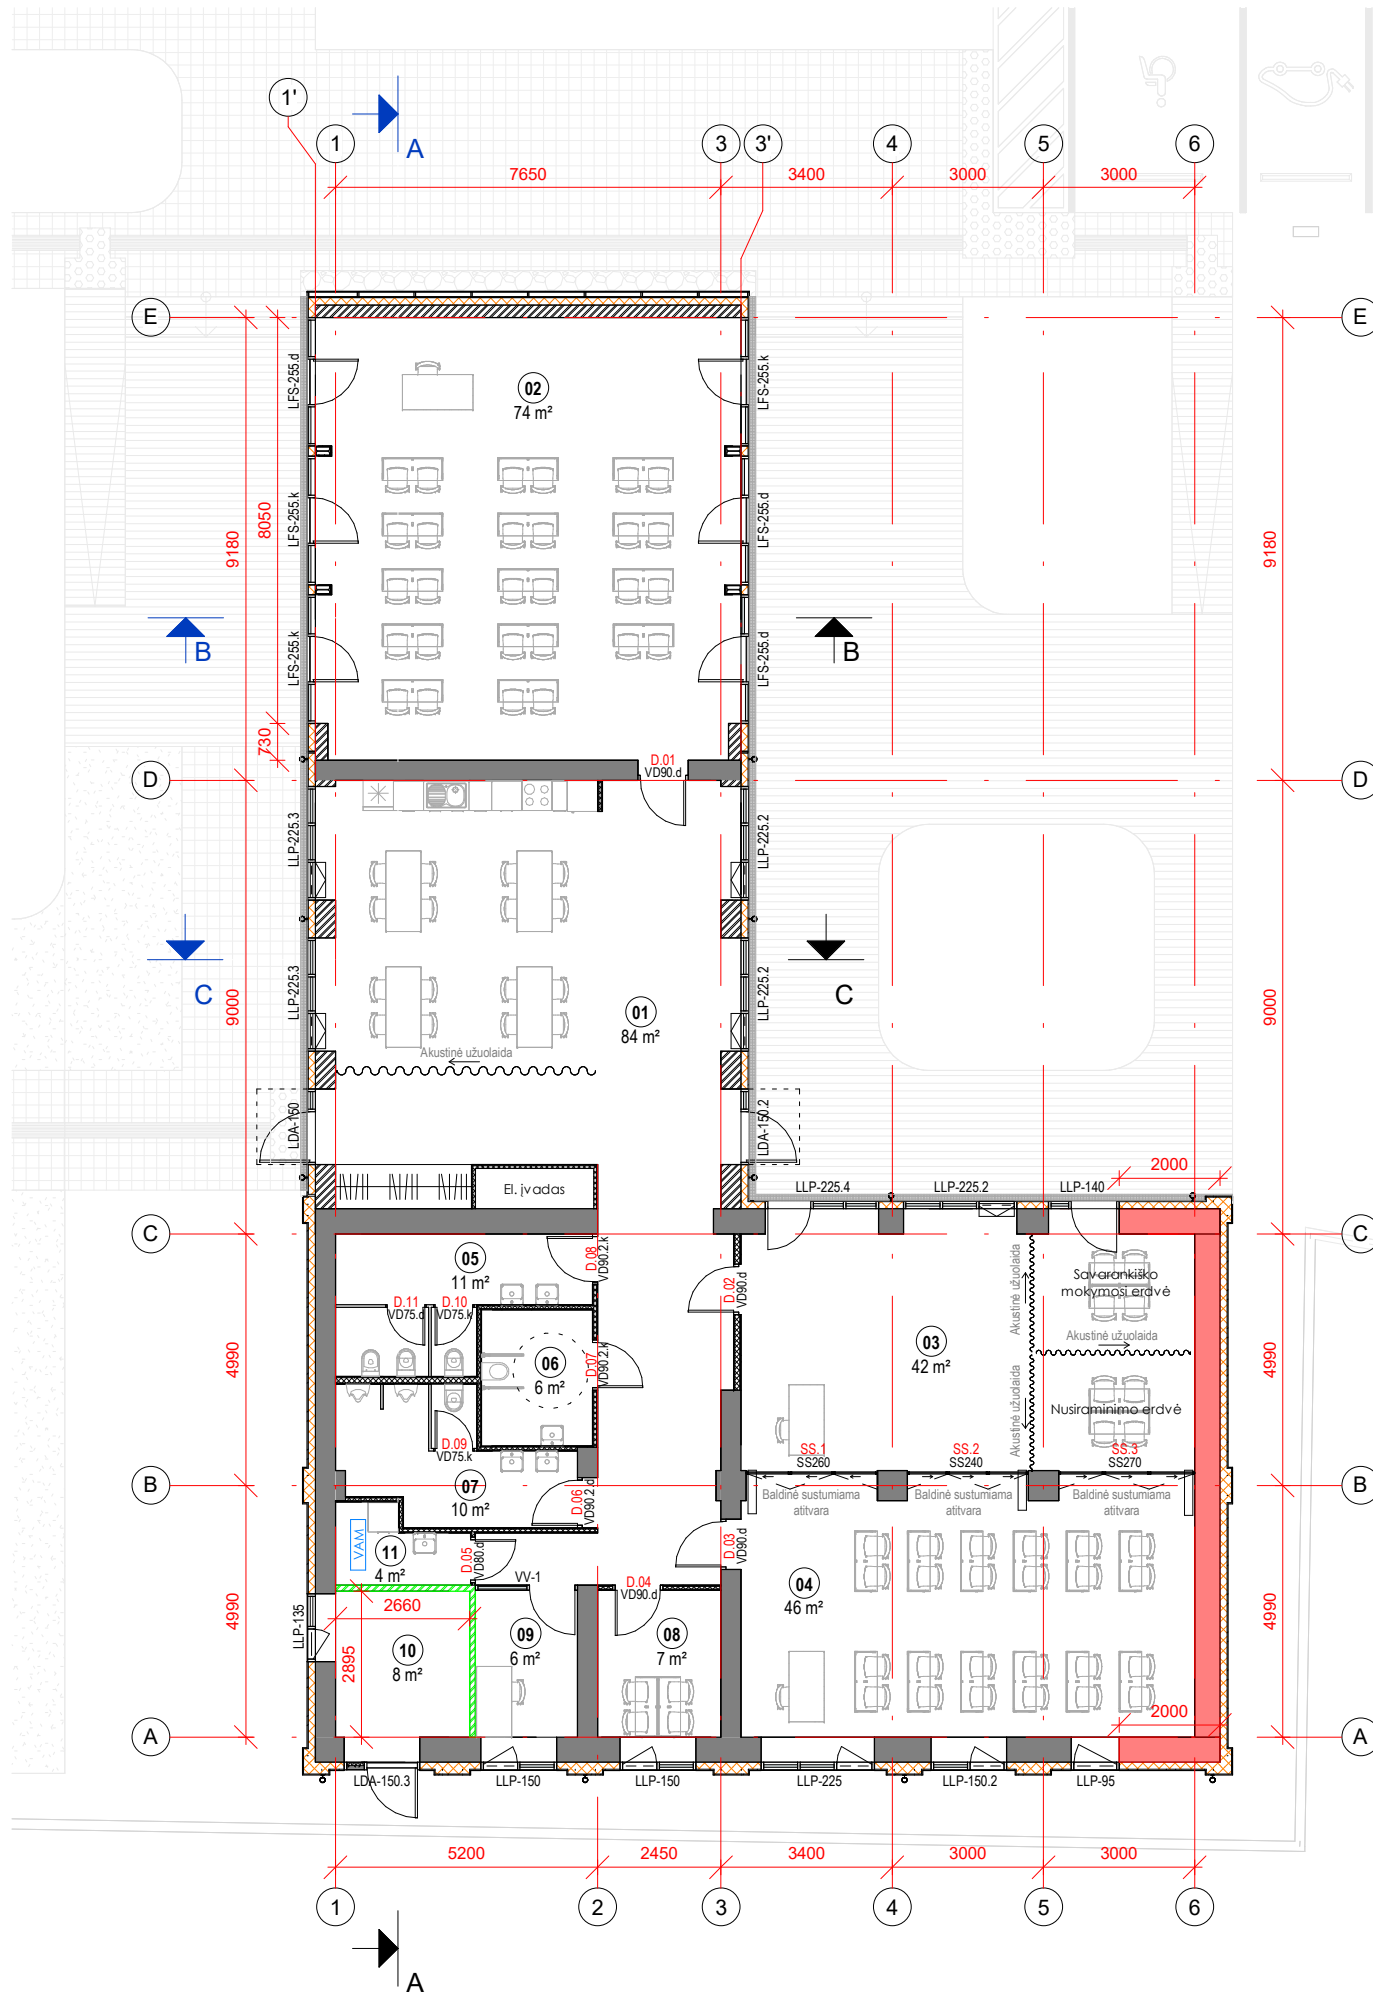 1'
A
1
3
3'
4
5
6
7650
3400
3000
3000
E
E
LFS-255.d
LFS-255.k
02
74 m²
8050
9180
9180
LFS-255.k
LFS-255.d
B
B
LFS-255.k
LFS-255.d
730
D.01
VD90.d
D
D
LLP-225.3
LLP-225.2
C
C
9000
9000
LLP-225.3
LLP-225.2
01
84 m²
Akustinė užuolaida
LDA-150
LDA-150.2
El. įvadas
2000
LLP-225.4
LLP-225.2
LLP-140
C
C
05
11 m²
D.08
VD90.2.k
D.02
VD90.d
Akustinė užuolaida
Savarankiško
mokymosi erdvė
D.11
VD75.d
D.10
VD75.k
Akustinė užuolaida
03
42 m²
06
6 m²
D.07
VD90.2.k
4990
4990
Akustinė užuolaida
Nusiraminimo erdvė
D.09
VD75.k
SS.1
SS260
SS.2
SS240
SS.3
SS270
B
B
07
10 m²
D.06
VD90.2.d
Baldinė sustumiama
atitvara
Baldinė sustumiama
atitvara
Baldinė sustumiama
atitvara
VAM
11
4 m²
D.05
VD80.d
D.03
VD90.d
VV-1
D.04
VD90.d
04
46 m²
LLP-135
2660
4990
4990
10
8 m²
2895
09
6 m²
08
7 m²
2000
A
A
LDA-150.3
LLP-150
LLP-150
LLP-225
LLP-150.2
LLP-95
5200
2450
3400
3000
3000
1
2
3
4
5
6
A